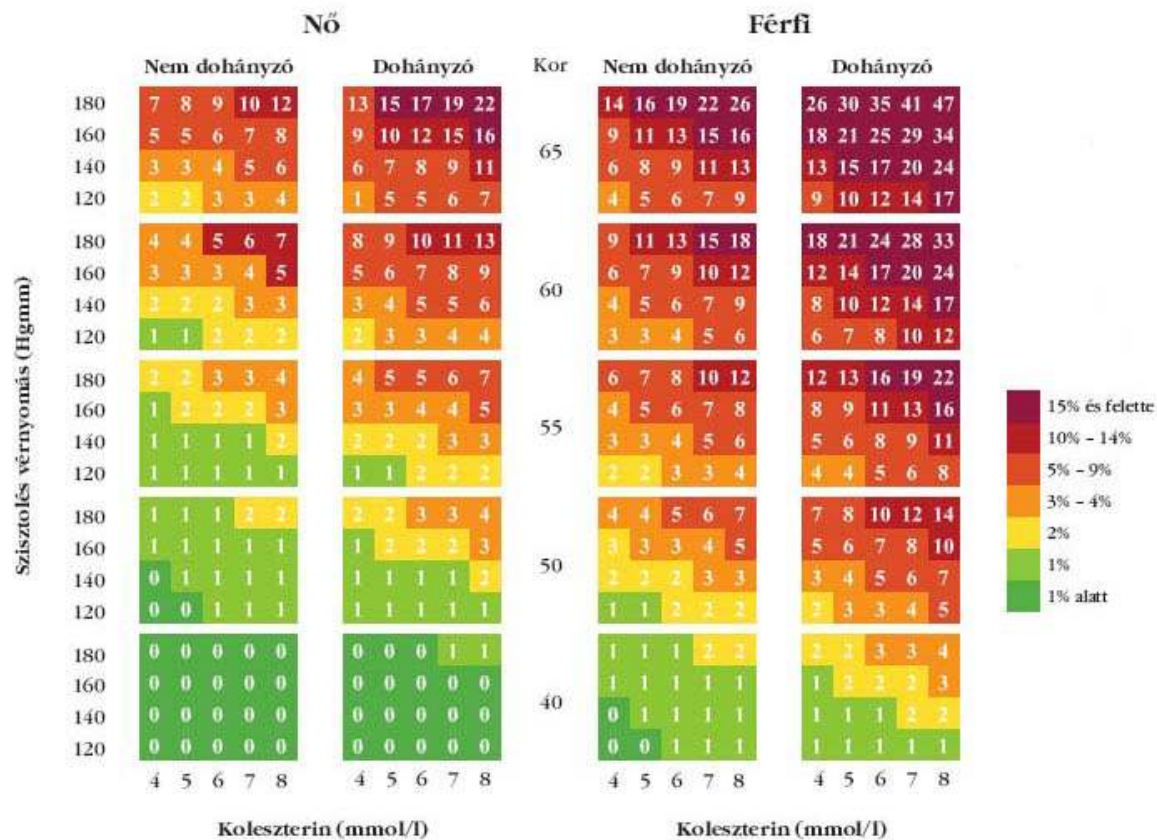 Nő Férfi
Nem dohányzó Dohányzó Kor Nem dohányzó Dohányzó
180 7 8 9 10 12 13 15 17 19 22 14 16 19 22 26 26 30 35 41 47
160 5 5 6 7 8 9 10 12 15 16 9 11 13 15 16 18 21 25 29 34
65
140 3 3 4 5 6 6 7 8 9 11 6 8 9 11 13 13 15 17 20 24
120 2 2 3 3 4 1 5 5 6 7 4 5 6 7 9 9 10 12 14 17
180 4 4 5 6 7 8 9 10 11 13 9 11 13 15 18 18 21 24 28 33
160 3 3 3 4 5 5 6 7 8 9 6 7 9 10 12 12 14 17 20 24
60
140 2 2 2 3 3 3 4 5 5 6 4 5 6 7 9 8 10 12 14 17
120 1 1 2 2 2 2 3 3 4 4 3 3 4 5 6 6 7 8 10 12
180 2 2 3 3 4 4 5 5 6 7 6 7 8 10 12 12 13 16 19 22
160 1 2 2 2 3 3 3 4 4 5 4 5 6 7 8 8 9 11 13 16
55
140 1 1 1 1 2 2 2 2 3 3 3 3 4 5 6 5 6 8 9 11
120 1 1 1 1 1 1 1 2 2 2 2 2 3 3 4 4 4 5 6 8
180 1 1 1 2 2 2 2 3 3 4 4 4 5 6 7 7 8 10 12 14
160 1 1 1 1 1 1 2 2 2 3 3 3 3 4 5 5 6 7 8 10
50
140 0 1 1 1 1 1 1 1 1 2 2 2 2 3 3 3 4 5 6 7
120 0 0 1 1 1 1 1 1 1 1 1 1 2 2 2 2 3 3 4 5
180 0 0 0 0 0 0 0 0 1 1 1 1 1 2 2 2 2 3 3 4
160 0 0 0 0 0 0 0 0 0 0 1 1 1 1 1 1 2 2 2 3
40
140 0 0 0 0 0 0 0 0 0 0 0 1 1 1 1 1 1 1 2 2
120 0 0 0 0 0 0 0 0 0 0 0 0 1 1 1 1 1 1 1 1
4 5 6 7 8 4 5 6 7 8 4 5 6 7 8 4 5 6 7 8
Koleszterin (mmol/l) Koleszterin (mmol/l)
Szisztolés vérnyomás (Hgmm)
15% és felette
10% – 14%
5% – 9%
3% – 4%
2%
1%
1% alatt